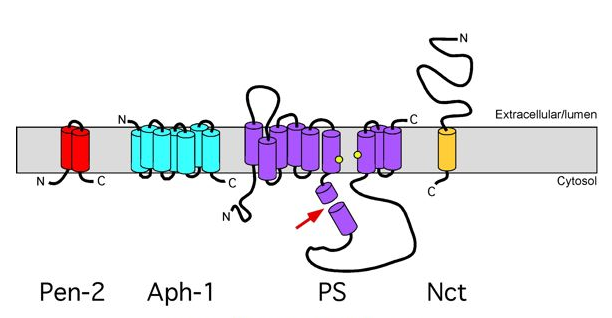 N
Extracellular/lumen
N
C
N
C
C
C
N
Cytosol
Pen-2 Aph-1 PS Nct